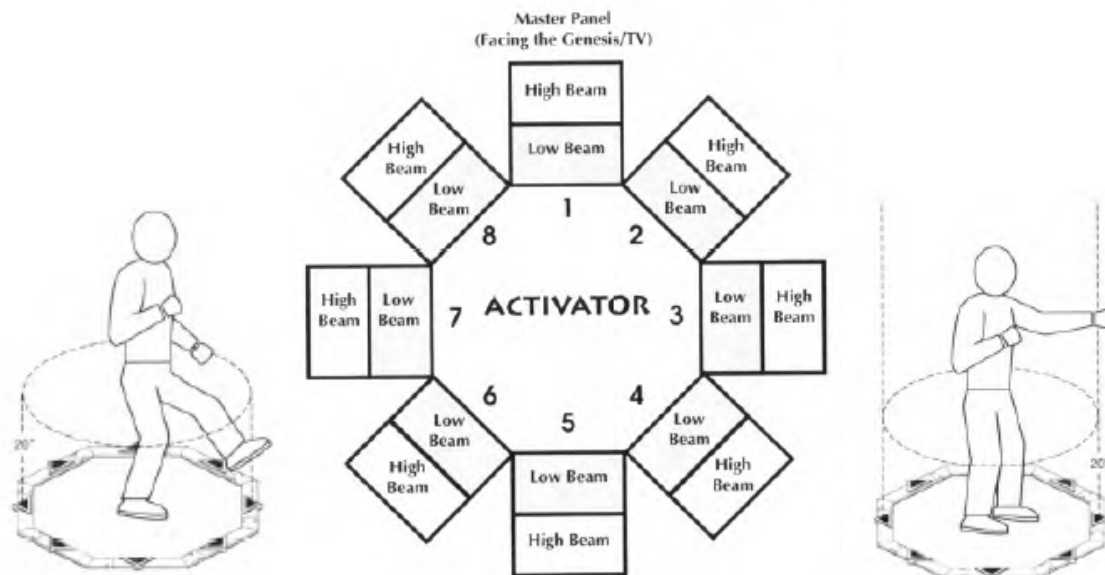 Master Panel
(Facing the Genesis/TV)
High Beam
Low Beam
High
Beam
Low
Beam
High
Beam
Low
Beam
1
8
2
High
Beam
Low
Beam
7
ACTIVATOR
3
Low
Beam
High
Beam
6
5
4
Low
Beam
High
Beam
Low Beam
High Beam
Low
Beam
High
Beam
20"